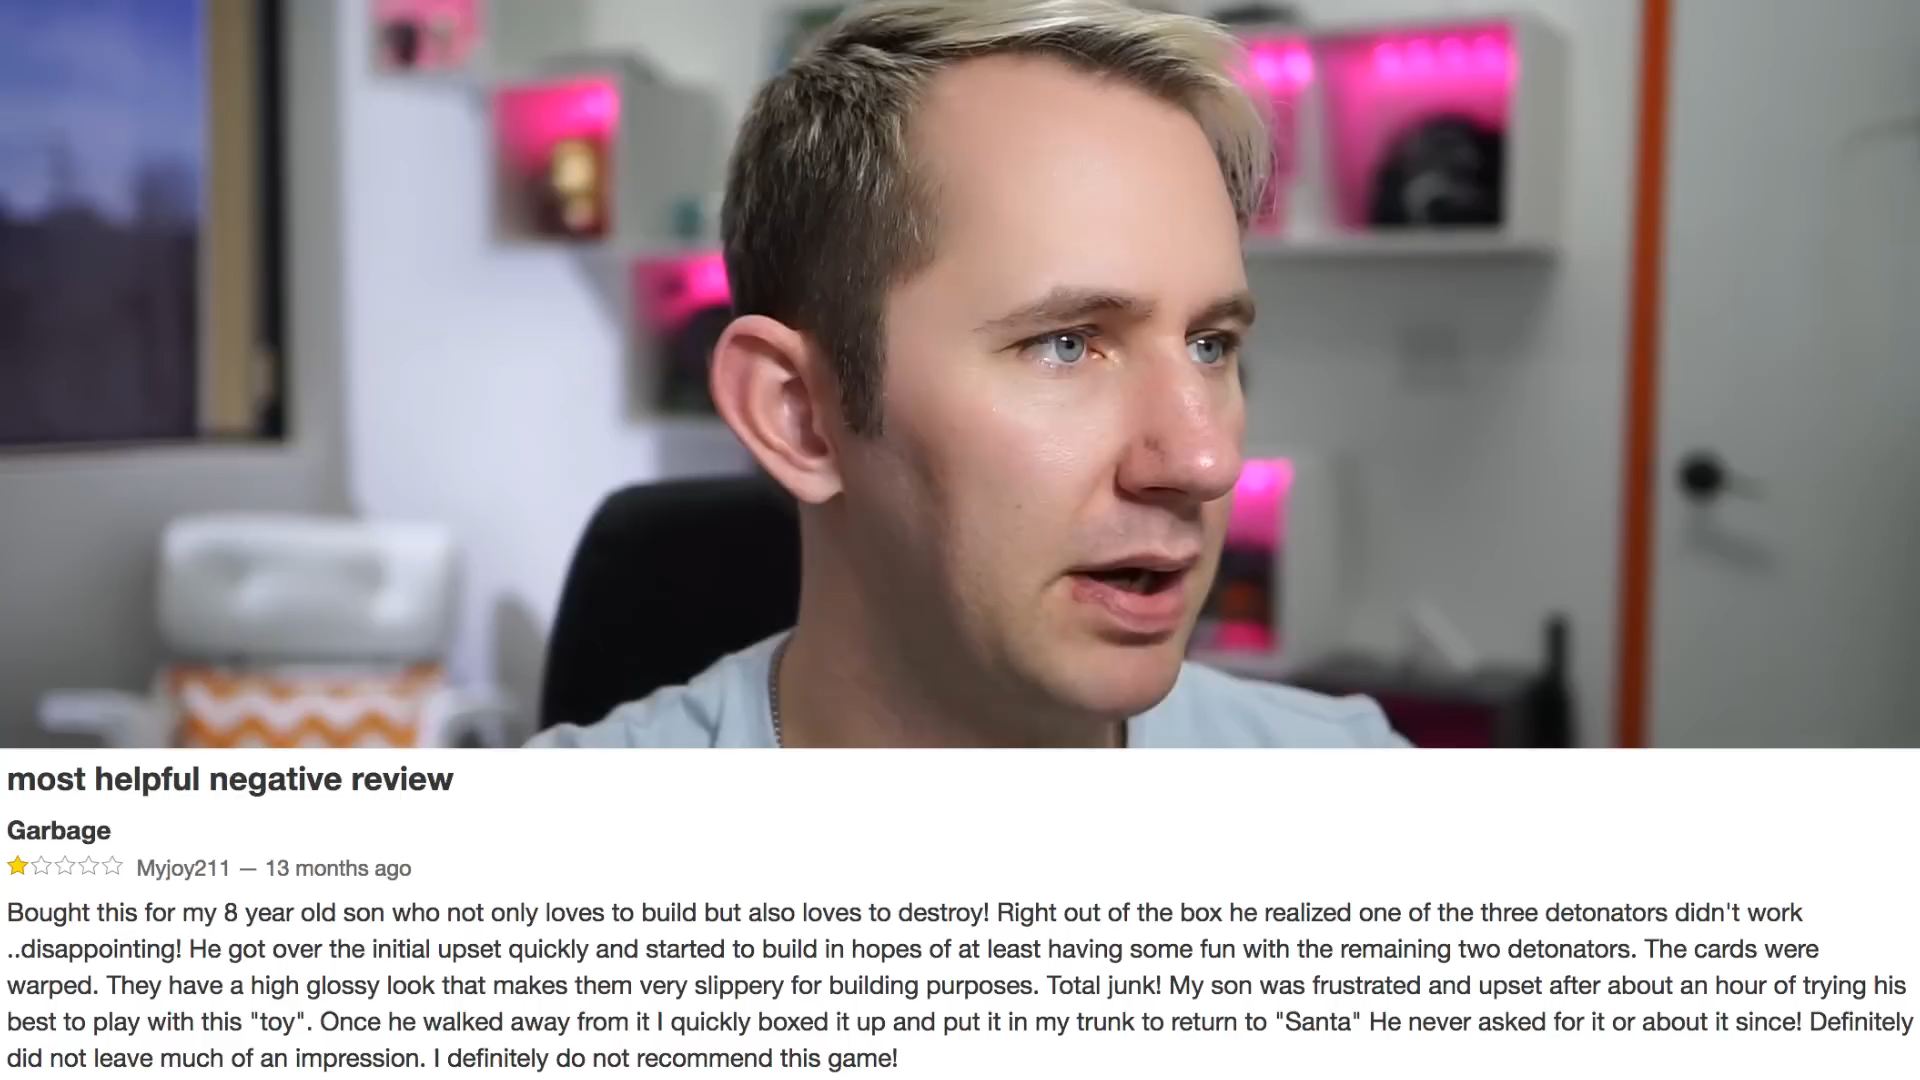 most helpful negative review
Garbage
Myjoy211 — 13 months ago
Bought this for my 8 year old son who not only loves to build but also loves to destroy! Right out of the box he realized one of the three detonators didn't work
..disappointing! He got over the initial upset quickly and started to build in hopes of at least having some fun with the remaining two detonators. The cards were
warped. They have a high glossy look that makes them very slippery for building purposes. Total junk! My son was frustrated and upset after about an hour of trying his
best to play with this "toy". Once he walked away from it I quickly boxed it up and put it in my trunk to return to "Santa" He never asked for it or about it since! Definitely
did not leave much of an impression. I definitely do not recommend this game!